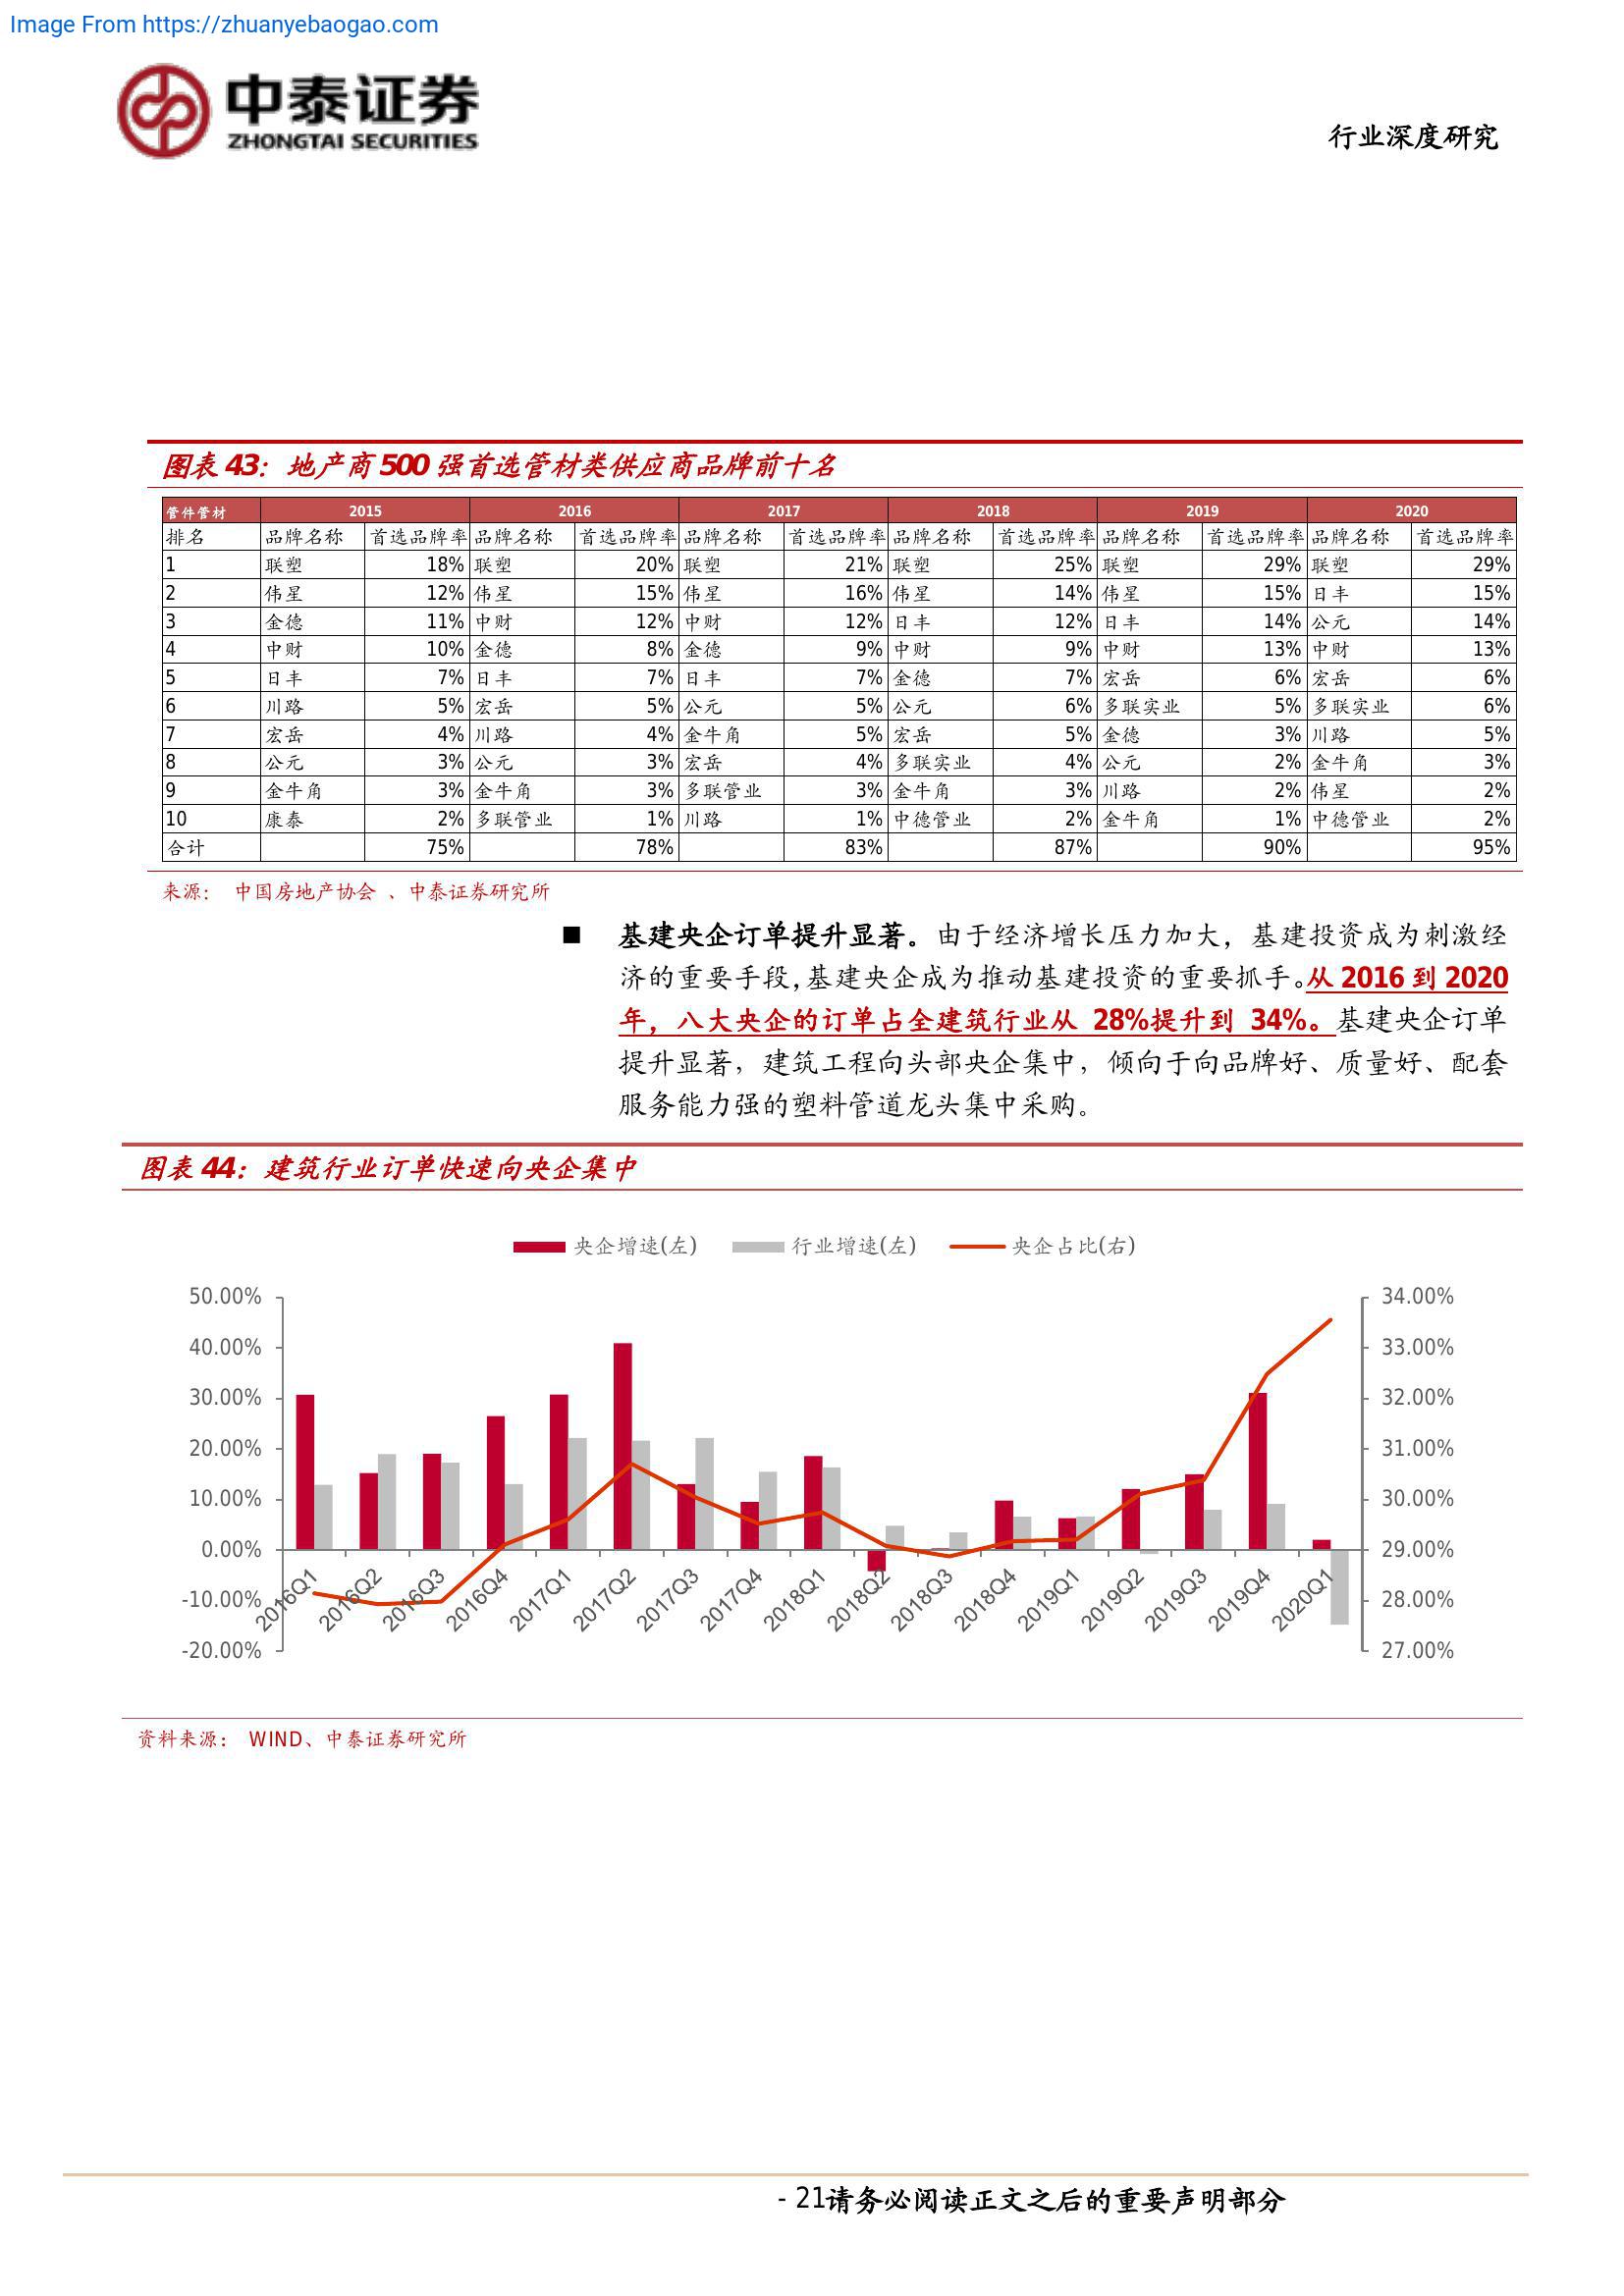 Image From https://zhuanyebaogao.com
中泰证券
ZHONGTAI SECURITIES
行业深度研究
图表 43：地产商 500 强首选管材类供应商品牌前十名
管件管材 2015 2016 2017 2018 2019 2020
排名 品牌名称 首选品牌率 品牌名称 首选品牌率 品牌名称 首选品牌率 品牌名称 首选品牌率 品牌名称 首选品牌率 品牌名称 首选品牌率
1 联塑 18% 联塑 20% 联塑 21% 联塑 25% 联塑 29% 联塑 29%
2 伟星 12% 伟星 15% 伟星 16% 伟星 14% 伟星 15% 日丰 15%
3 金德 11% 中财 12% 中财 12% 日丰 12% 日丰 14% 公元 14%
4 中财 10% 金德 8% 金德 9% 中财 9% 中财 13% 中财 13%
5 日丰 7% 日丰 7% 日丰 7% 金德 7% 宏岳 6% 宏岳 6%
6 川路 5% 宏岳 5% 公元 5% 公元 6% 多联实业 5% 多联实业 6%
7 宏岳 4% 川路 4% 金牛角 5% 宏岳 5% 金德 3% 川路 5%
8 公元 3% 公元 3% 宏岳 4% 多联实业 4% 公元 2% 金牛角 3%
9 金牛角 3% 金牛角 3% 多联管业 3% 金牛角 3% 川路 2% 伟星 2%
10 康泰 2% 多联管业 1% 川路 1% 中德管业 2% 金牛角 1% 中德管业 2%
合计 75% 78% 83% 87% 90% 95%
来源： 中国房地产协会 、中泰证券研究所
■ 基建央企订单提升显著。由于经济增长压力加大，基建投资成为刺激经
济的重要手段，基建央企成为推动基建投资的重要抓手。从 2016 到 2020
年，八大央企的订单占全建筑行业从 28%提升到 34%。基建央企订单
提升显著，建筑工程向头部央企集中，倾向于向品牌好、质量好、配套
服务能力强的塑料管道龙头集中采购。
图表 44：建筑行业订单快速向央企集中
央企增速(左) 行业增速(左) 央企占比(右)
50.00% 34.00%
40.00% 33.00%
30.00% 32.00%
20.00% 31.00%
10.00% 30.00%
0.00% 29.00%
-10.00% 28.00%
-20.00% 27.00%
2016Q1 2016Q2 2016Q3 2016Q4 2017Q1 2017Q2 2017Q3 2017Q4 2018Q1 2018Q2 2018Q3 2018Q4 2019Q1 2019Q2 2019Q3 2019Q4 2020Q1
资料来源： WIND、中泰证券研究所
- 21请务必阅读正文之后的重要声明部分